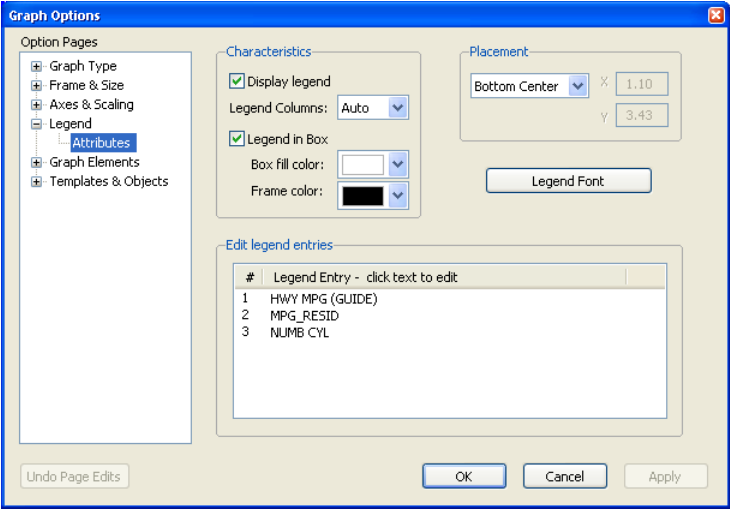 Graph Options
Option Pages
Graph Type
Frame & Size
Axes & Scaling
Legend
Attributes
Graph Elements
Templates & Objects
Characteristics
Display legend
Legend Columns: Auto
Legend in Box
Box fill color:
Frame color:
Placement
Bottom Center X 1.10
Y 3.43
Legend Font
Edit legend entries
# Legend Entry - click text to edit
1 HWY MPG (GUIDE)
2 MPG_RESID
3 NUMB CYL
Undo Page Edits OK Cancel Apply